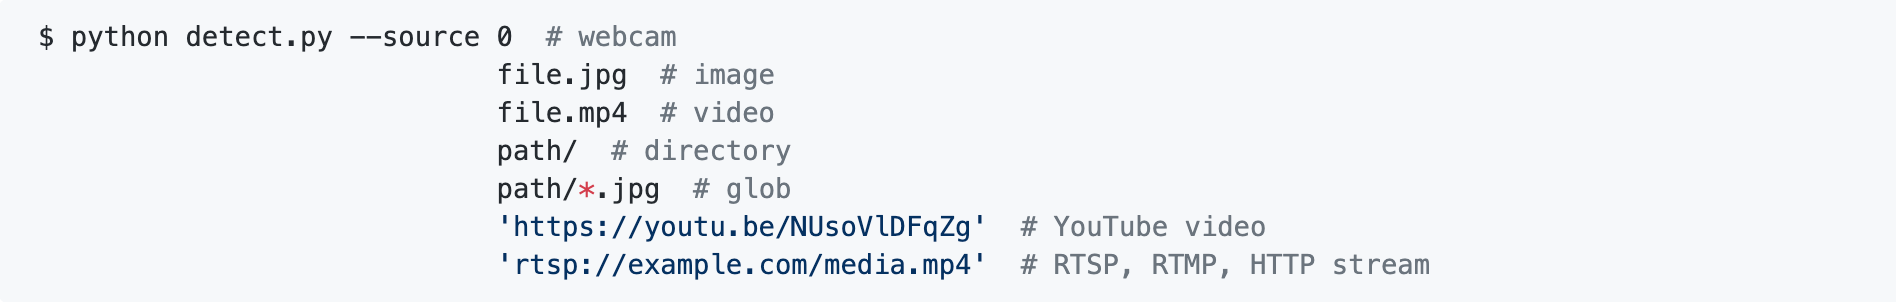 $ python detect.py --source 0  # webcam
                            file.jpg  # image
                            file.mp4  # video
                            path/  # directory
                            path/*.jpg  # glob
                            'https://youtu.be/NUsoVlDFqZg'  # YouTube video
                            'rtsp://example.com/media.mp4'  # RTSP, RTMP, HTTP stream